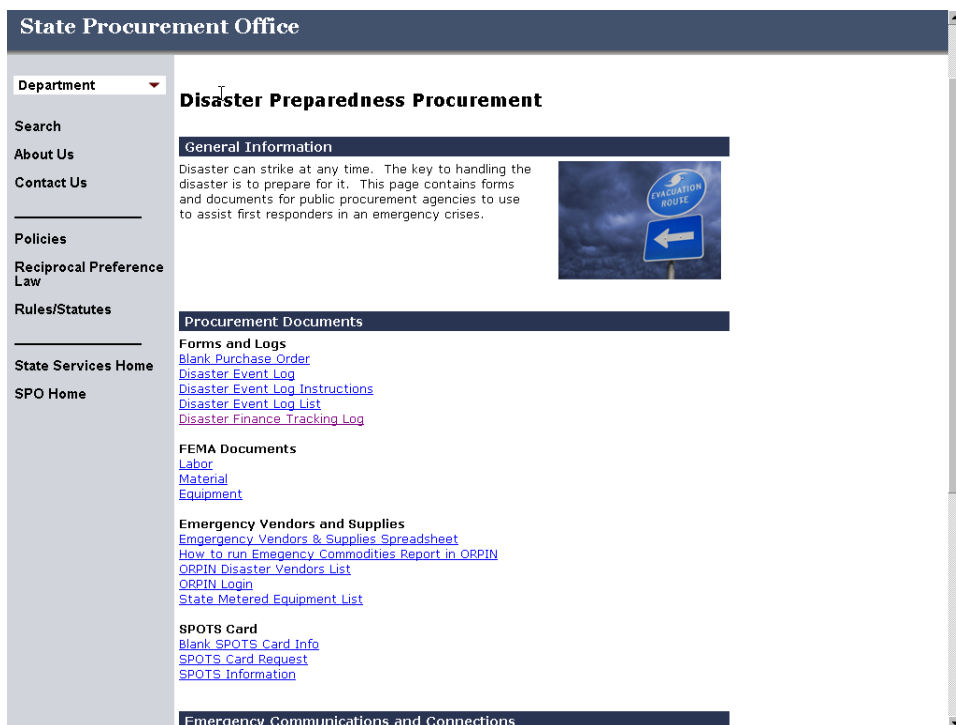 State Procurement Office
Department
Search
About Us
Contact Us
Policies
Reciprocal Preference
Law
Rules/Statutes
State Services Home
SPO Home
Disaster Preparedness Procurement
General Information
Disaster can strike at any time. The key to handling the
disaster is to prepare for it. This page contains forms
and documents for public procurement agencies to use
to assist first responders in an emergency crises.
EVACUATION
ROUTE
Procurement Documents
Forms and Logs
Blank Purchase Order
Disaster Event Log
Disaster Event Log Instructions
Disaster Event Log List
Disaster Finance Tracking Log
FEMA Documents
Labor
Material
Equipment
Emergency Vendors and Supplies
Emgergency Vendors & Supplies Spreadsheet
How to run Emegency Commodities Report in ORPIN
ORPIN Disaster Vendors List
ORPIN Login
State Metered Equipment List
SPOTS Card
Blank SPOTS Card Info
SPOTS Card Request
SPOTS Information
Emergency Communications and Connections